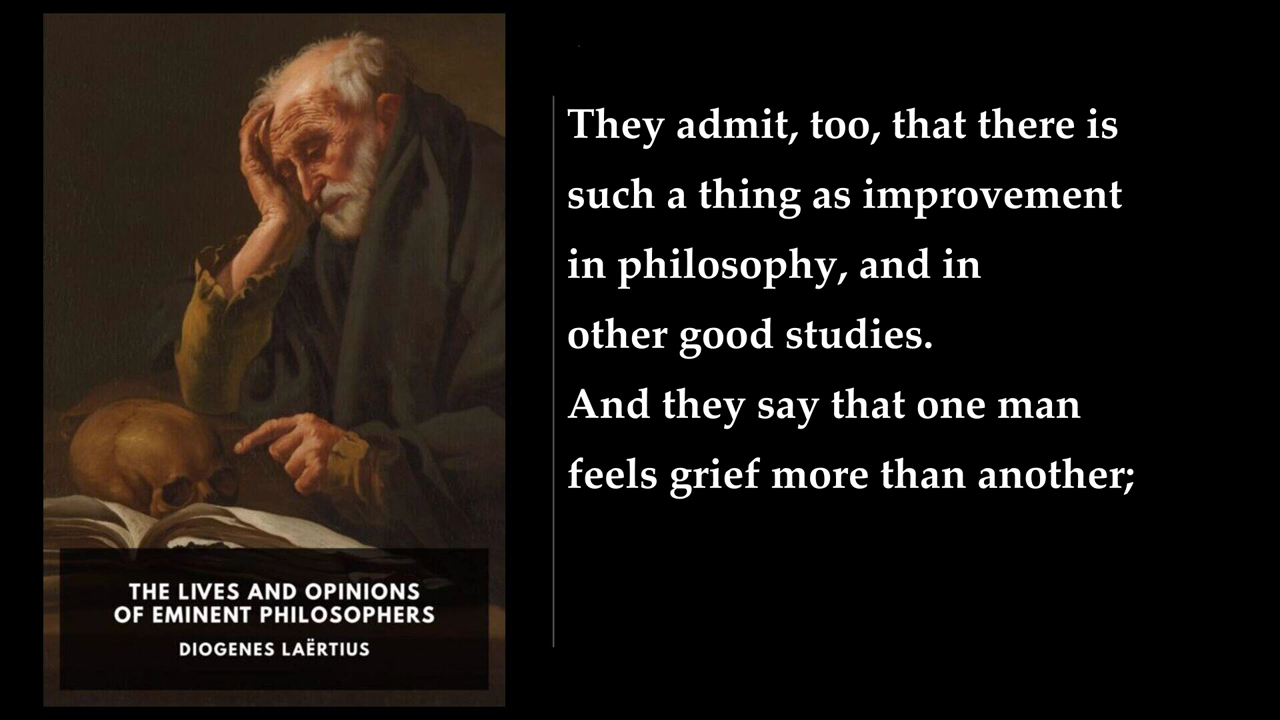 They admit, too, that there is
such a thing as improvement
in philosophy, and in
other good studies.
And they say that one man
feels grief more than another;
THE LIVES AND OPINIONS
OF EMINENT PHILOSOPHERS
DIOGENES LAËRTIUS